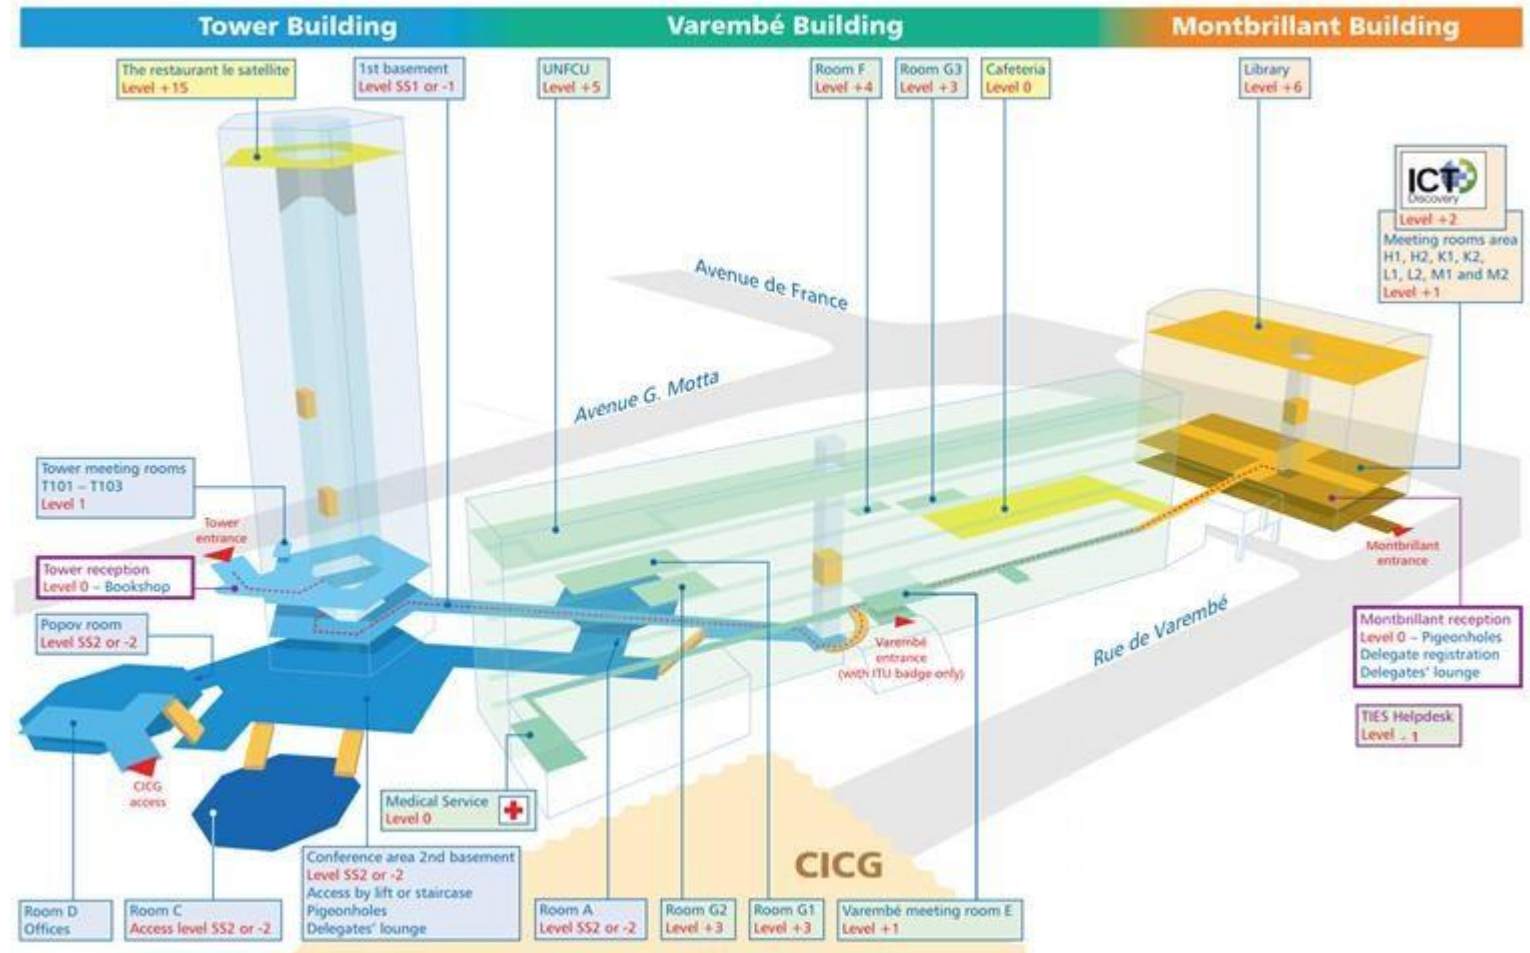 Tower Building
Varembé Building
Montbrillant Building
The restaurant le satellite
Level +15
1st basement
Level SS1 or -1
UNFCU
Level +5
Room F
Level +4
Room G3
Level +3
Cafeteria
Level 0
Library
Level +6
ICT
Discovery
Level +2
Meeting rooms area
H1, H2, K1, K2,
L1, L2, M1 and M2
Level +1
Avenue de France
Avenue G. Motta
Rue de Varembé
Tower meeting rooms
T101 – T103
Level 1
Tower
entrance
Tower reception
Level 0 – Bookshop
Popov room
Level SS2 or -2
Varembé
entrance
(with ITU badge only)
Montbrillant
entrance
Montbrillant reception
Level 0 – Pigeonholes
Delegate registration
Delegates' lounge
TIES Helpdesk
Level - 1
CICG
access
Medical Service
Level 0
CICG
Room D
Offices
Room C
Access level SS2 or -2
Conference area 2nd basement
Level SS2 or -2
Access by lift or staircase
Pigeonholes
Delegates' lounge
Room A
Level SS2 or -2
Room G2
Level +3
Room G1
Level +3
Varembé meeting room E
Level +1